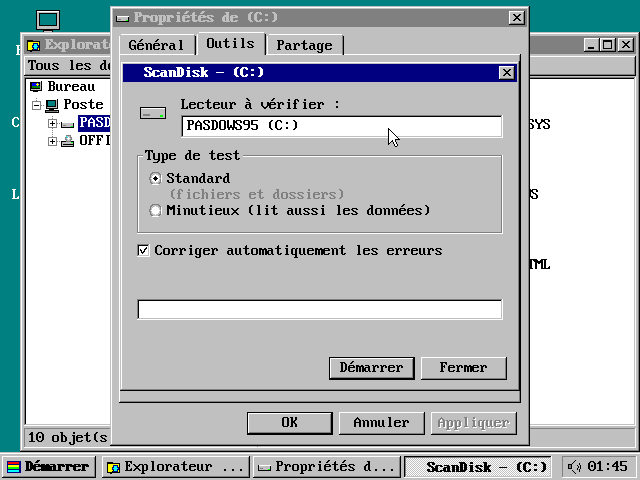 Propriétés de (C:)
Explorateur
Général
Outils
Partage
Tous les do
ScanDisk - (C:)
Bureau
Poste
Lecteur à vérifier :
PASD
PASDOWS95 (C:)
SYS
OFFI
Type de test
Standard
(fichiers et dossiers)
Minutieux (lit aussi les données)
Corriger automatiquement les erreurs
TML
Démarrer
Fermer
OK
Annuler
Appliquer
10 objet(s
Démarrer
Explorateur ...
Propriétés d...
ScanDisk - (C:)
01:45